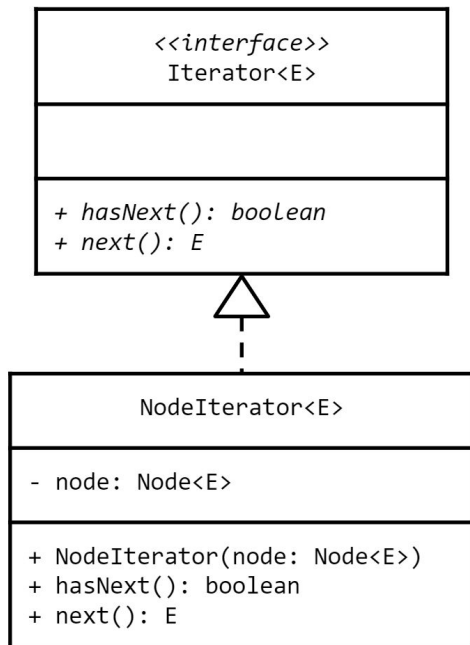 <<interface>>
Iterator<E>
+ hasNext(): boolean
+ next(): E
NodeIterator<E>
- node: Node<E>
+ NodeIterator(node: Node<E>)
+ hasNext(): boolean
+ next(): E